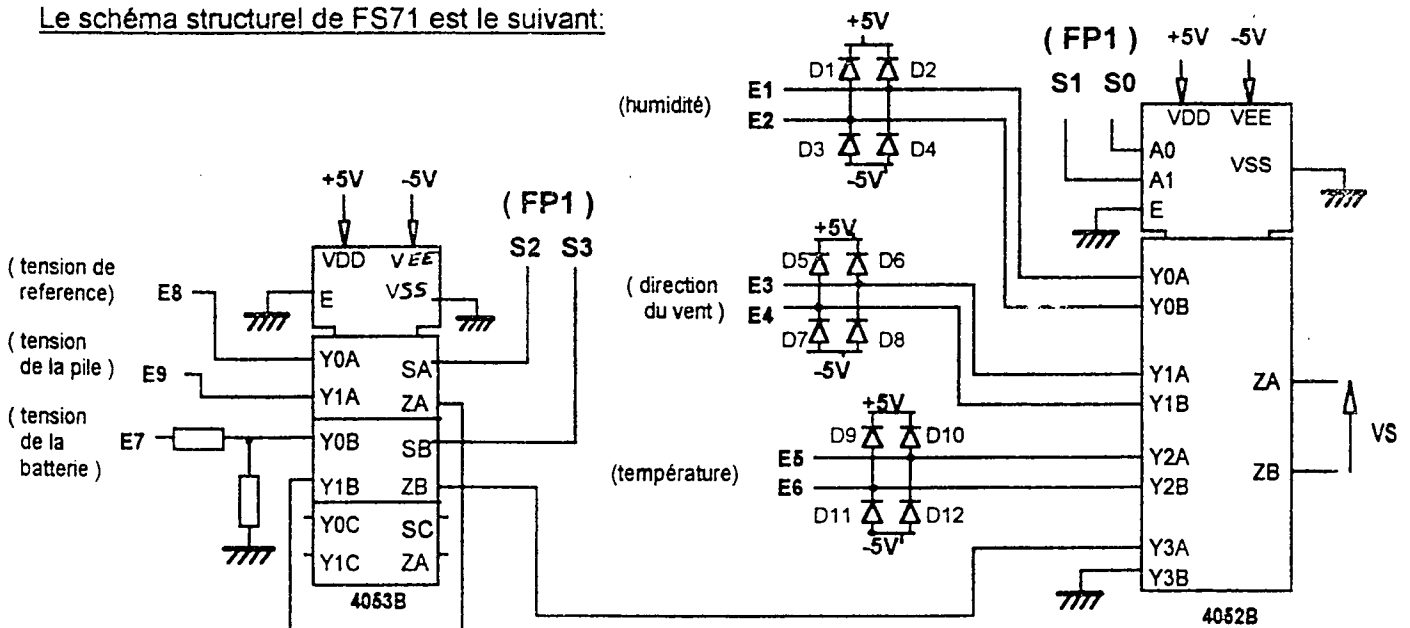 Le schéma structurel de FS71 est le suivant:
+5V
( FP1 )
+5V -5V
D1 D2
S1 S0
(humidité)
E1
E2
VDD VEE
D3 D4
A0
VSS
A1
E
-5V
+5V -5V
( FP1 )
S2 S3
+5V
VDD VEE
D5 D6
( tension de
reference)
E8
E
VSS
( direction
du vent )
E3
E4
Y0A
Y0B
D7 D8
-5V
( tension
de la pile )
E9
Y0A
SA
Y1A
ZA
Y1A
ZA
Y1B
+5V
( tension
de la
batterie )
E7
Y0B
SB
D9 D10
VS
(température)
E5
E6
Y2A
Y2B
ZB
Y1B
ZB
D11 D12
-5V
Y0C
SC
Y1C
ZA
Y3A
Y3B
4053B
4052B